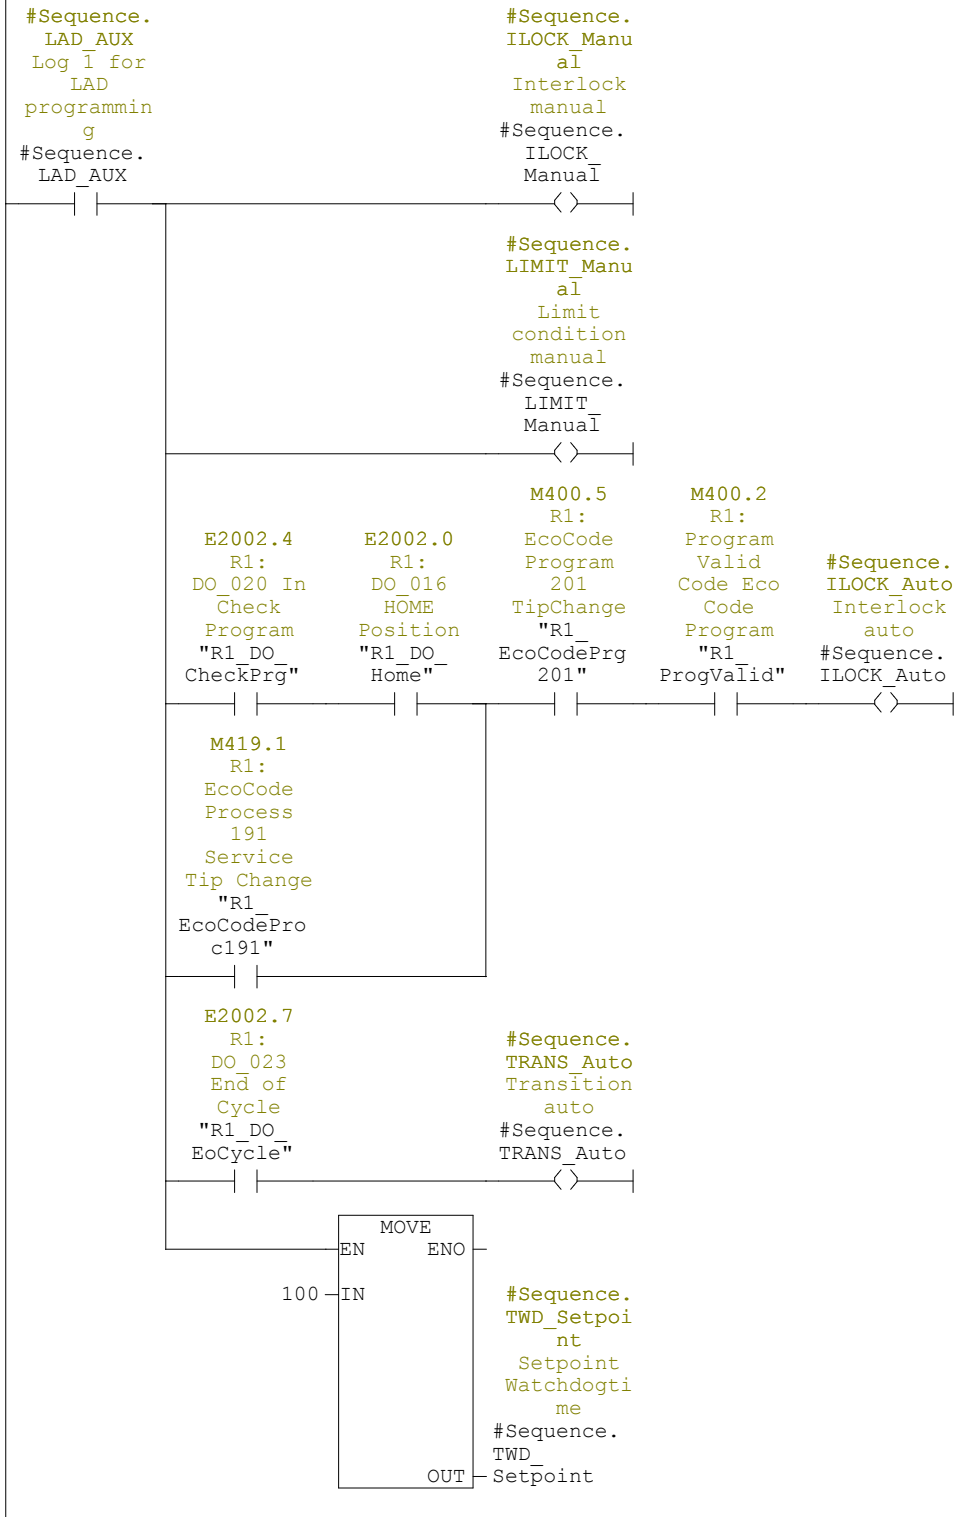 #Sequence.
LAD_AUX
Log 1 for
LAD
programmin
g
#Sequence.
LAD_AUX
#Sequence.
ILOCK_Manu
al
Interlock
manual
#Sequence.
ILOCK_
Manual
#Sequence.
LIMIT_Manu
al
Limit
condition
manual
#Sequence.
LIMIT_
Manual
E2002.4
R1:
DO_020 In
Check
Program
"R1_DO_
CheckPrg"
E2002.0
R1:
DO_016
HOME
Position
"R1_DO_
Home"
M400.5
R1:
EcoCode
Program
201
TipChange
"R1_
EcoCodePrg
201"
M400.2
R1:
Program
Valid
Code Eco
Code
Program
"R1_
ProgValid"
#Sequence.
ILOCK_Auto
Interlock
auto
#Sequence.
ILOCK_Auto
M419.1
R1:
EcoCode
Process
191
Service
Tip Change
"R1_
EcoCodePro
c191"
E2002.7
R1:
DO_023
End of
Cycle
"R1_DO_
EoCycle"
#Sequence.
TRANS_Auto
Transition
auto
#Sequence.
TRANS_Auto
MOVE
EN ENO
100 IN
#Sequence.
TWD_Setpoi
nt
Setpoint
Watchdogti
me
#Sequence.
TWD_
OUT Setpoint